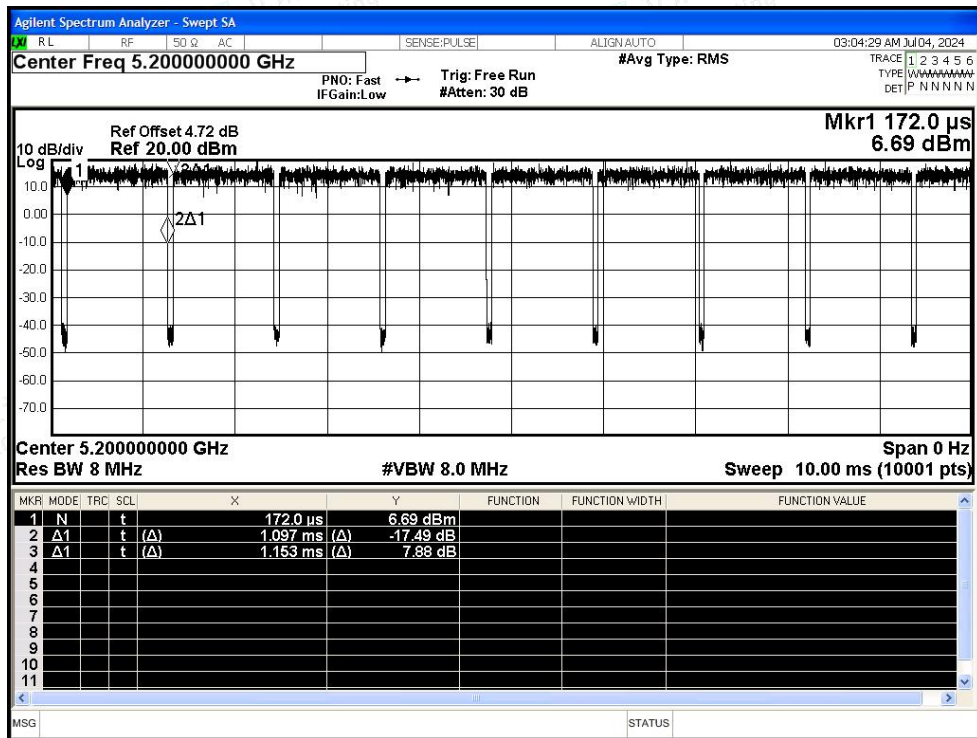 Agilent Spectrum Analyzer - Swept SA
LXI RL RF 50 Ω AC SENSE:PULSE ALIGN AUTO 03:04:29 AM Jul 04, 2024
Center Freq 5.200000000 GHz
PNO: Fast
IFGain:Low
Trig: Free Run
#Atten: 30 dB
#Avg Type: RMS
TRACE 1 2 3 4 5 6
TYPE WWWWWW
DET P N N N N N
Mkr1 172.0 µs
6.69 dBm
Ref Offset 4.72 dB
10 dB/div Ref 20.00 dBm
Log
1
3Δ1
10.0
0.00
2Δ1
-10.0
-20.0
-30.0
-40.0
-50.0
-60.0
-70.0
Center 5.200000000 GHz Span 0 Hz
Res BW 8 MHz #VBW 8.0 MHz Sweep 10.00 ms (10001 pts)
MKR MODE TRC SCL X Y FUNCTION FUNCTION WIDTH FUNCTION VALUE
1 N t 172.0 µs 6.69 dBm
2 Δ1 t (Δ) 1.097 ms (Δ) -17.49 dB
3 Δ1 t (Δ) 1.153 ms (Δ) 7.88 dB
4
5
6
7
8
9
10
11
MSG STATUS